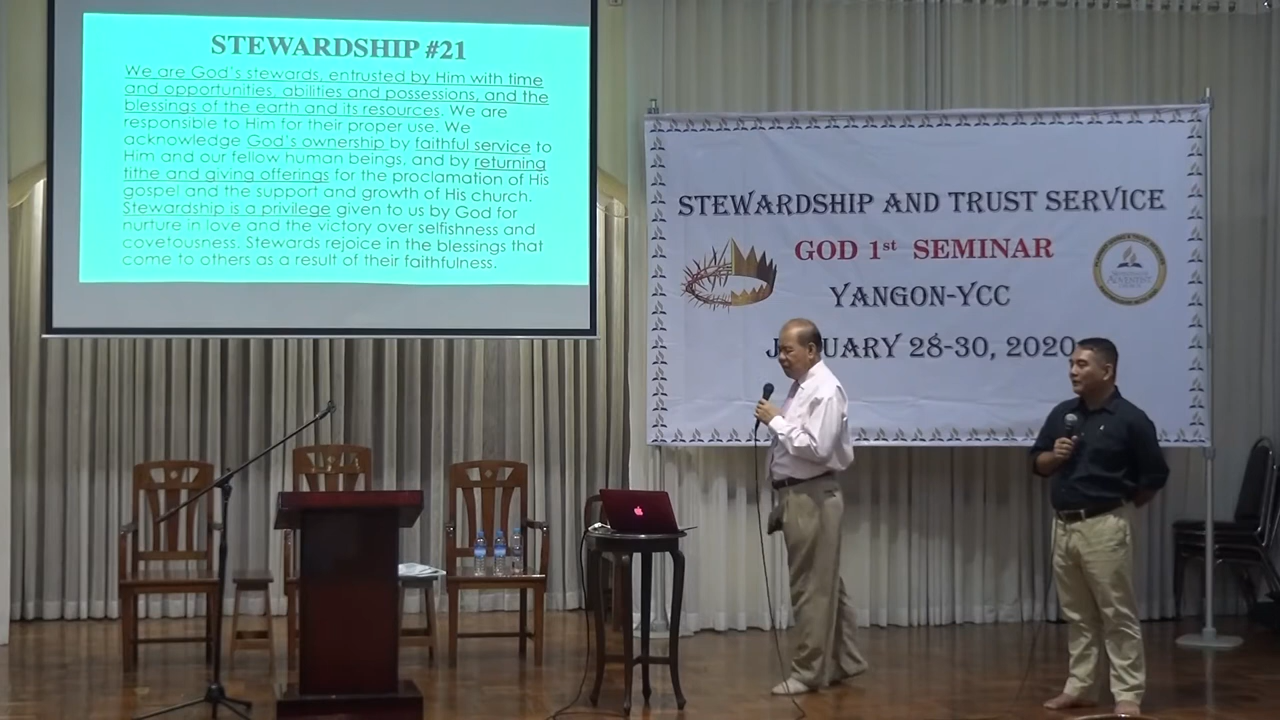 STEWARDSHIP #21
We are God's stewards, entrusted by Him with time
and opportunities, abilities and possessions, and the
blessings of the earth and its resources. We are
responsible to Him for their proper use. We
acknowledge God's ownership by faithful service to
Him and our fellow human beings, and by returning
tithe and giving offerings for the proclamation of His
gospel and the support and growth of His church.
Stewardship is a privilege given to us by God for
nurture in love and the victory over selfishness and
covetousness. Stewards rejoice in the blessings that
come to others as a result of their faithfulness.
STEWARDSHIP AND TRUST SERVICE
GOD 1st SEMINAR
YANGON-YCC
J UARY 28-30, 2020
ADVENTIST